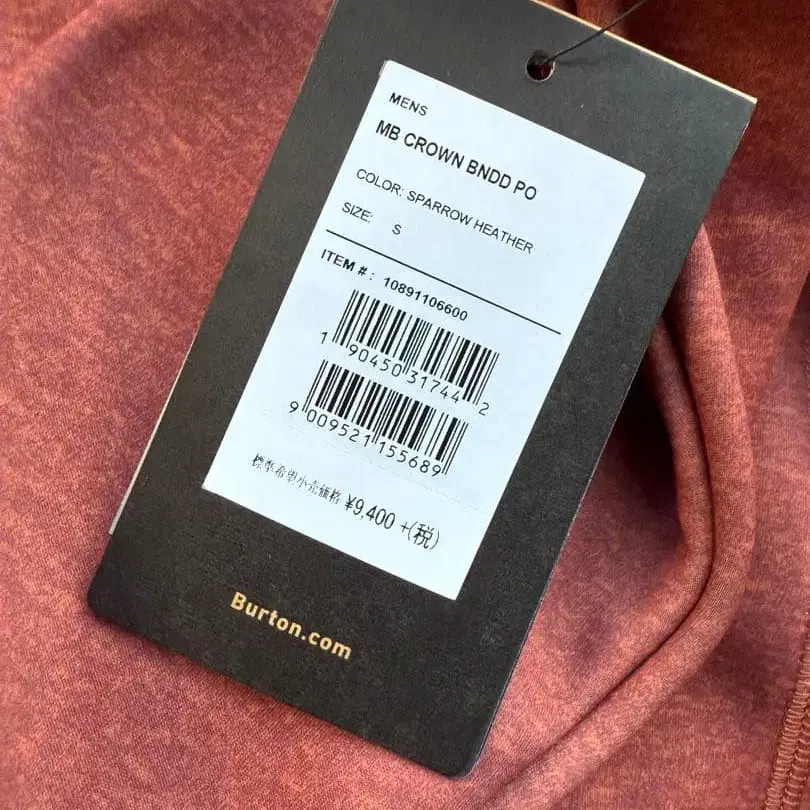 MENS
MB CROWN BNDD PO
COLOR: SPARROW HEATHER
SIZE: S
ITEM # : 10891106600
1 90450 31744 2
9 009521 155689
標準希望小売価格 ¥9,400 +(税)
Burton.com